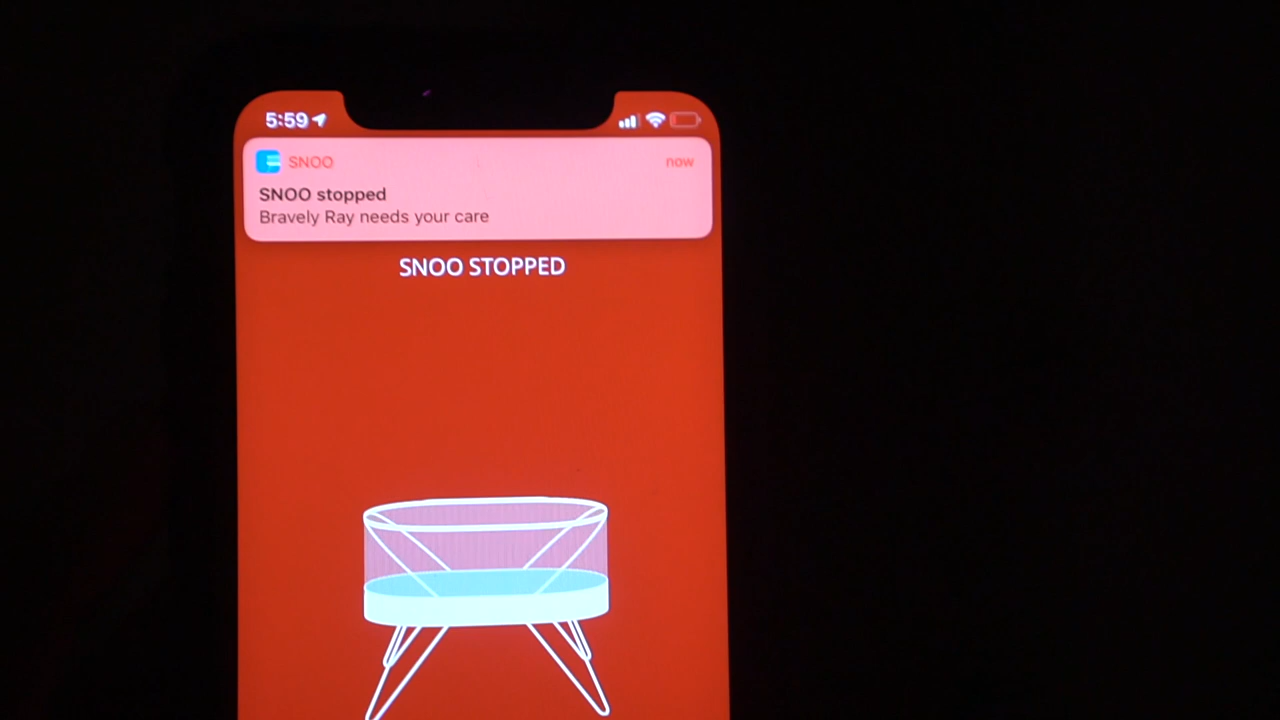 5:59
SNOO now
SNOO stopped
Bravely Ray needs your care
SNOO STOPPED